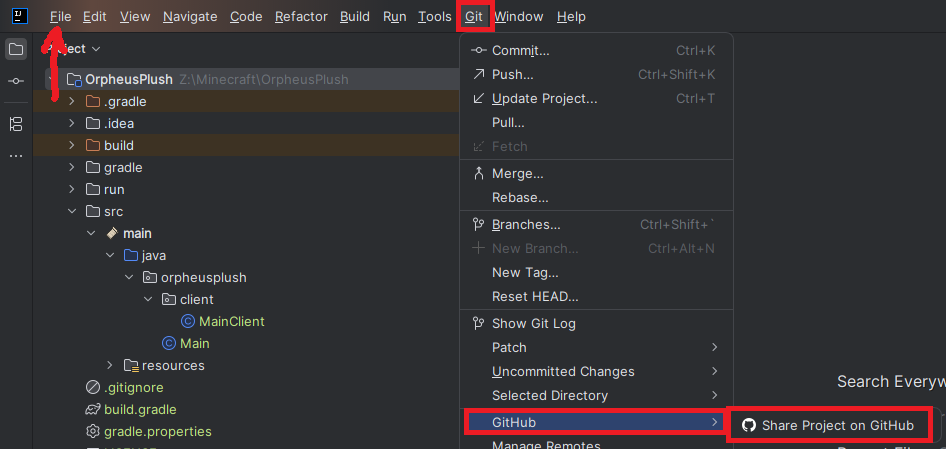 IJ File Edit View Navigate Code Refactor Build Run Tools Git Window Help
Project
OrpheusPlush Z:\Minecraft\OrpheusPlush
.gradle
.idea
build
gradle
run
src
main
java
orpheusplush
client
MainClient
Main
resources
.gitignore
build.gradle
gradle.properties
Commit... Ctrl+K
Push... Ctrl+Shift+K
Update Project... Ctrl+T
Pull...
Fetch
Merge...
Rebase...
Branches... Ctrl+Shift+`
New Branch... Ctrl+Alt+N
New Tag...
Reset HEAD...
Show Git Log
Patch
Uncommitted Changes
Selected Directory
GitHub
Manage Remotes
Share Project on GitHub
Search Everyw